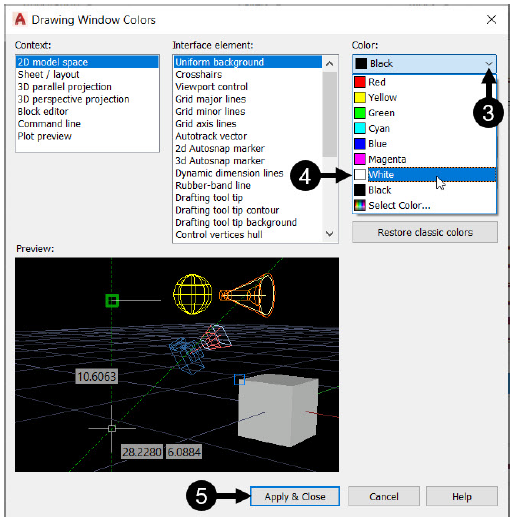 A Drawing Window Colors
Context:
2D model space
Sheet / layout
3D parallel projection
3D perspective projection
Block editor
Command line
Plot preview
Interface element:
Uniform background
Crosshairs
Viewport control
Grid major lines
Grid minor lines
Grid axis lines
Autotrack vector
2d Autosnap marker
3d Autosnap marker
Dynamic dimension lines
Rubber-band line
Drafting tool tip
Drafting tool tip contour
Drafting tool tip background
Control vertices hull
Color:
Black
3
Red
Yellow
Green
Cyan
Blue
Magenta
4
White
Black
Select Color...
Restore classic colors
Preview:
10.6063
28.2280 6.0884
5
Apply & Close
Cancel
Help